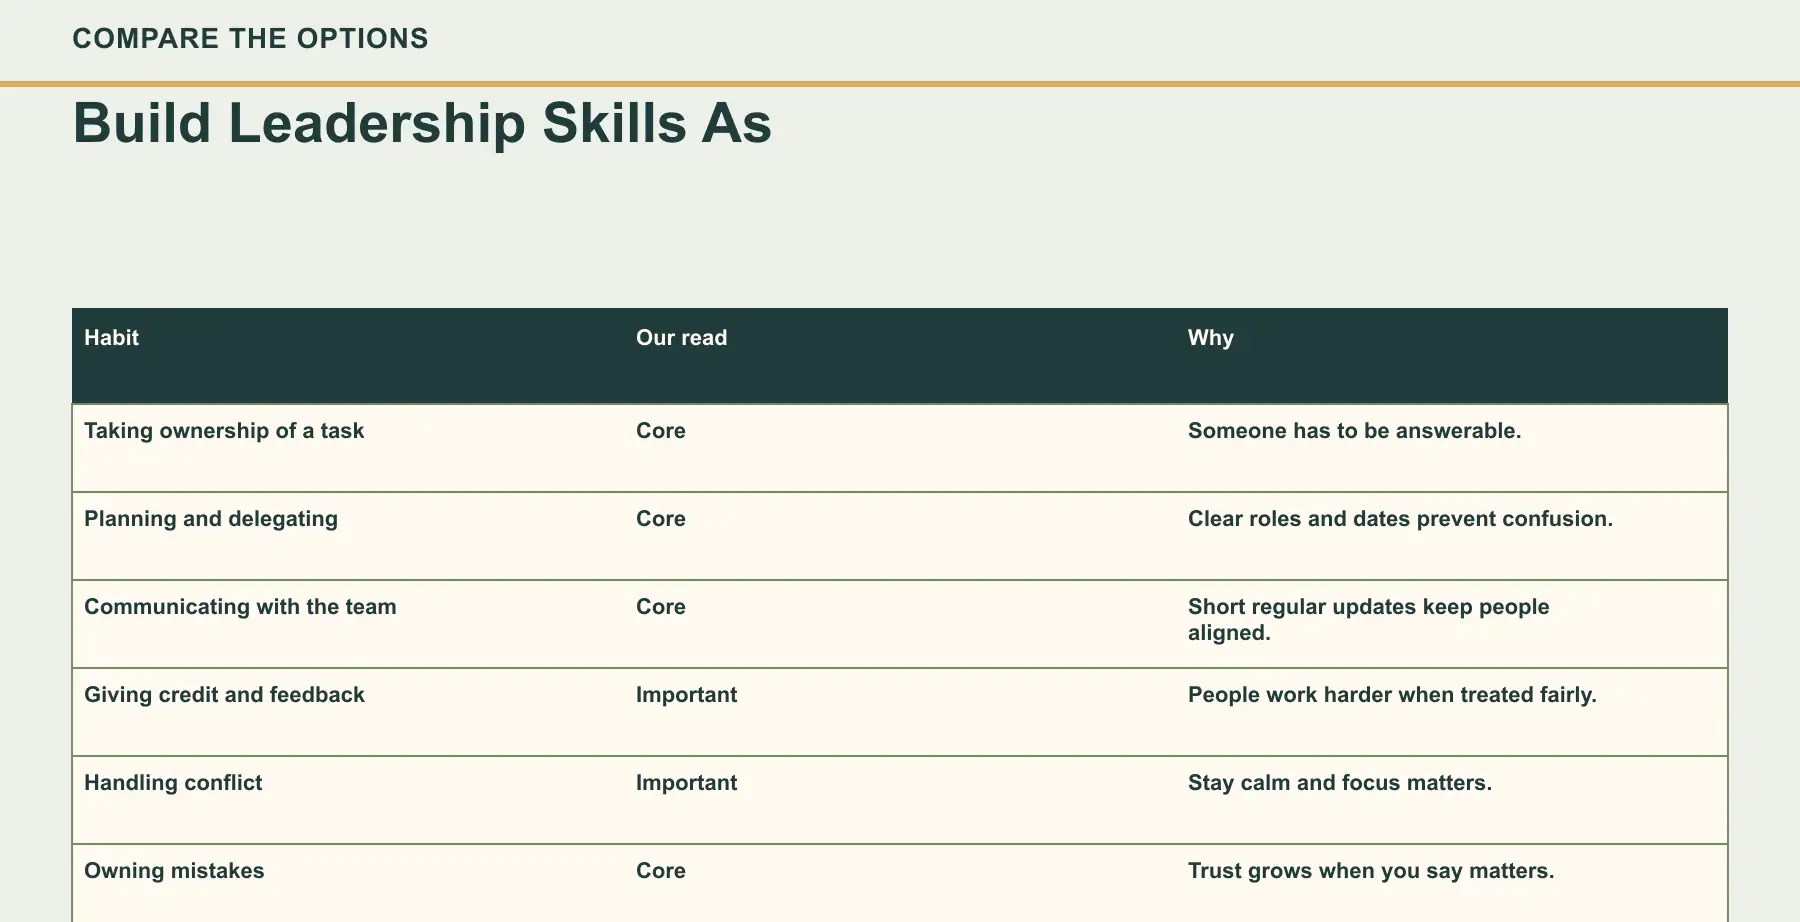 COMPARE THE OPTIONS
Build Leadership Skills As
Habit Our read Why
Taking ownership of a task Core Someone has to be answerable.
Planning and delegating Core Clear roles and dates prevent confusion.
Communicating with the team Core Short regular updates keep people
aligned.
Giving credit and feedback Important People work harder when treated fairly.
Handling conflict Important Stay calm and focus matters.
Owning mistakes Core Trust grows when you say matters.